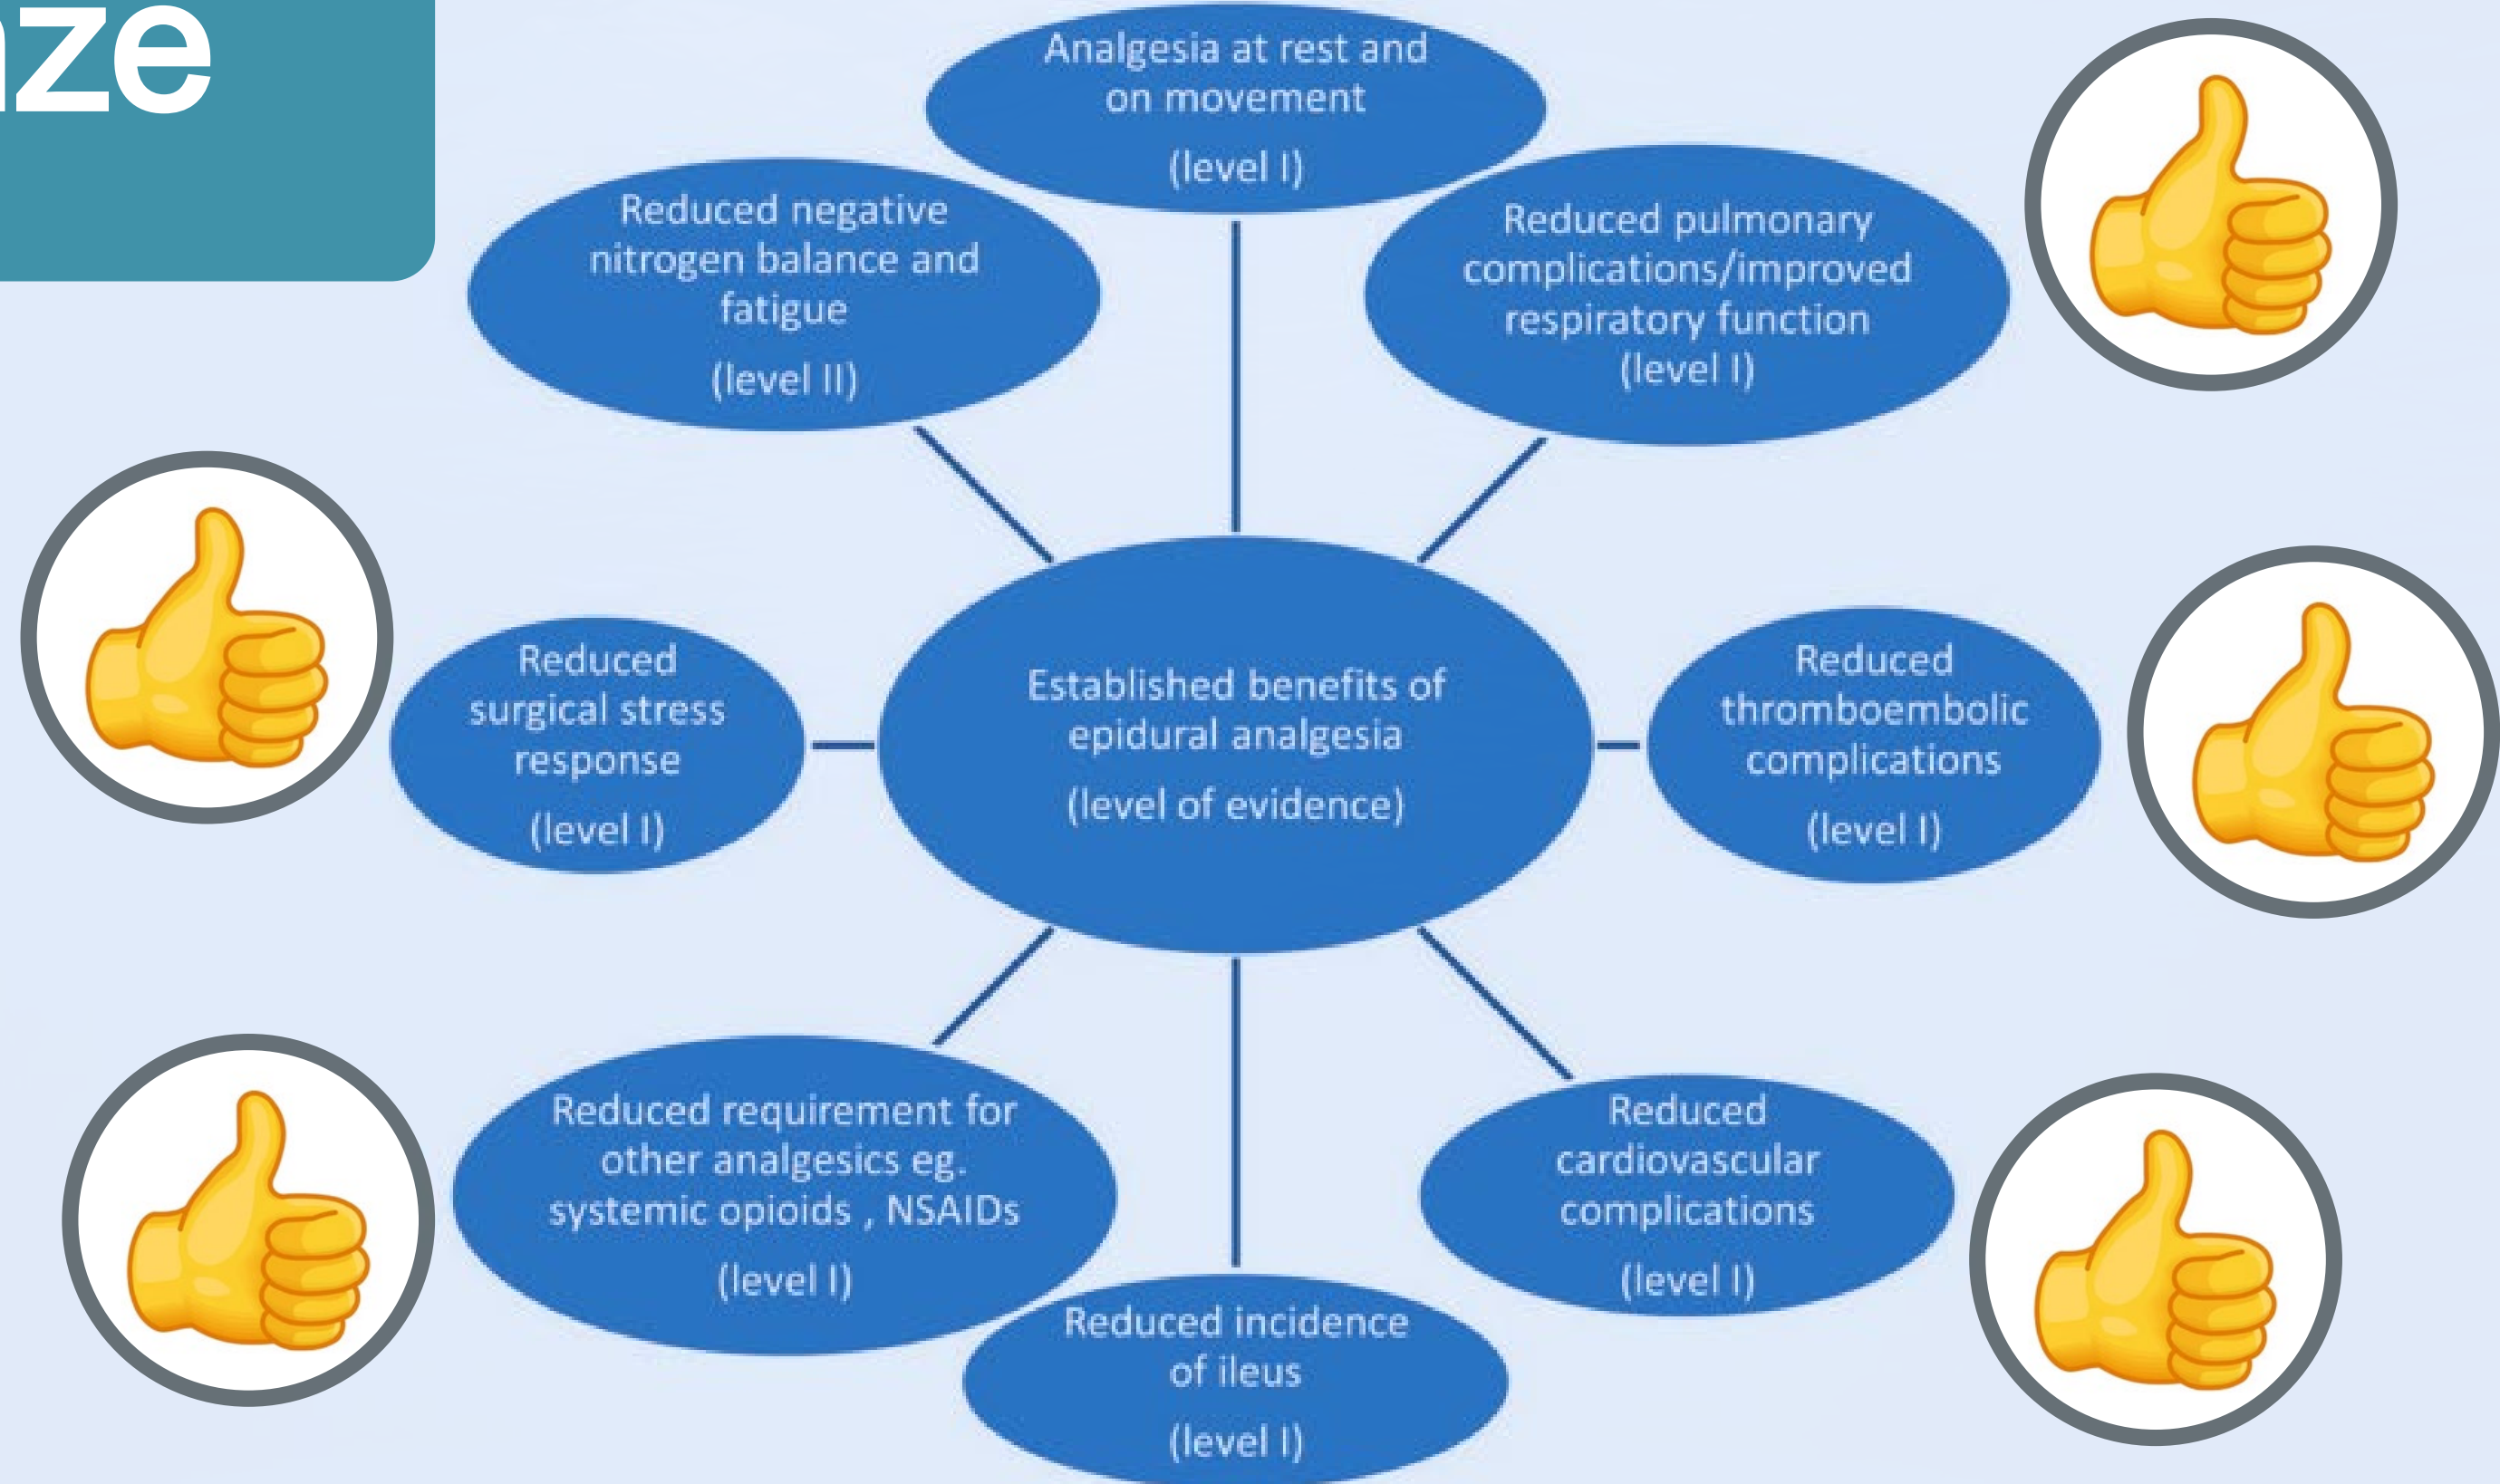 Analgesia at rest and
on movement
(level I)
Reduced negative
nitrogen balance and
fatigue
(level II)
Reduced pulmonary
complications/improved
respiratory function
(level I)
Reduced
surgical stress
response
(level I)
Established benefits of
epidural analgesia
(level of evidence)
Reduced
thromboembolic
complications
(level I)
Reduced requirement for
other analgesics eg.
systemic opioids , NSAIDs
(level I)
Reduced
cardiovascular
complications
(level I)
Reduced incidence
of ileus
(level I)